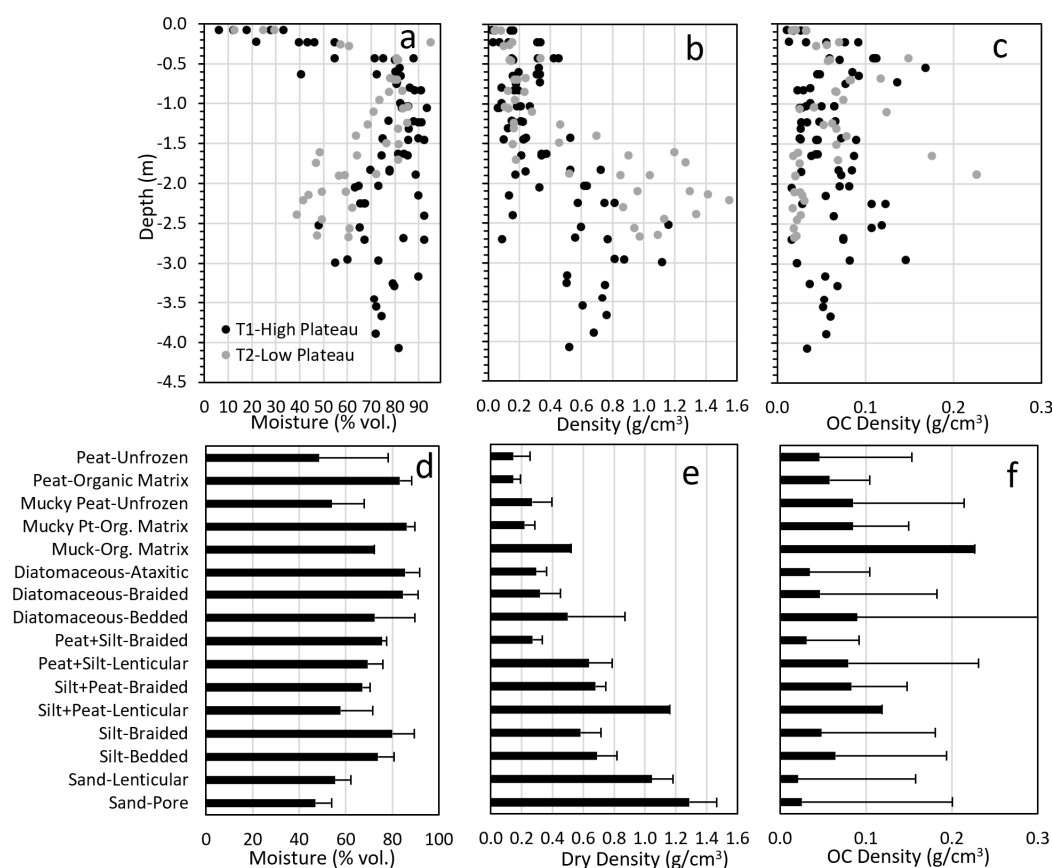 0.0
-0.5
-1.0
-1.5
-2.0
-2.5
-3.0
-3.5
-4.0
-4.5
Depth (m)
a
T1-High Plateau
T2-Low Plateau
0 10 20 30 40 50 60 70 80 90
Moisture (% vol.)
b
0.0 0.2 0.4 0.6 0.8 1.0 1.2 1.4 1.6
Density (g/cm³)
c
0.0 0.1 0.2 0.3
OC Density (g/cm³)
Peat-Unfrozen
Peat-Organic Matrix
Mucky Peat-Unfrozen
Mucky Pt-Org. Matrix
Muck-Org. Matrix
Diatomaceous-Ataxitic
Diatomaceous-Braided
Diatomaceous-Bedded
Peat+Silt-Braided
Peat+Silt-Lenticular
Silt+Peat-Braided
Silt+Peat-Lenticular
Silt-Braided
Silt-Bedded
Sand-Lenticular
Sand-Pore
d
0 20 40 60 80 100
Moisture (% vol.)
e
0.0 0.2 0.4 0.6 0.8 1.0 1.2 1.4 1.6
Dry Density (g/cm³)
f
0.0 0.1 0.2 0.3
OC Density (g/cm³)